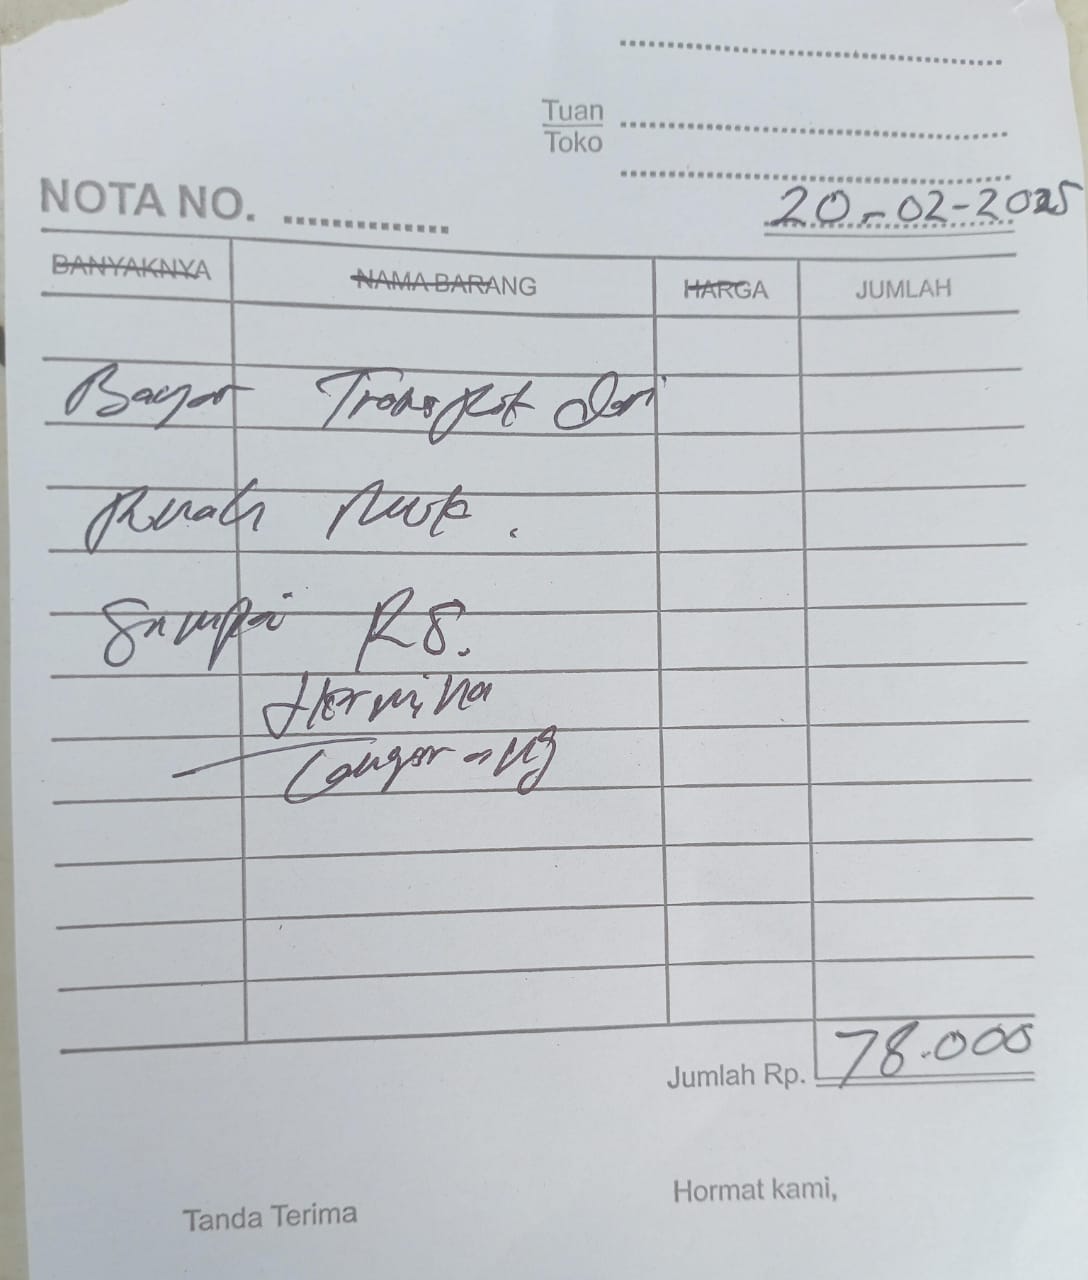 Tuan
Toko
NOTA NO.
20-02-2025
BANYAKNYA NAMA BARANG HARGA JUMLAH
Bayar Transport dari
Rumah
Sampai RS.
Hermina
Tangerang
Jumlah Rp. 78.000
Tanda Terima Hormat kami,